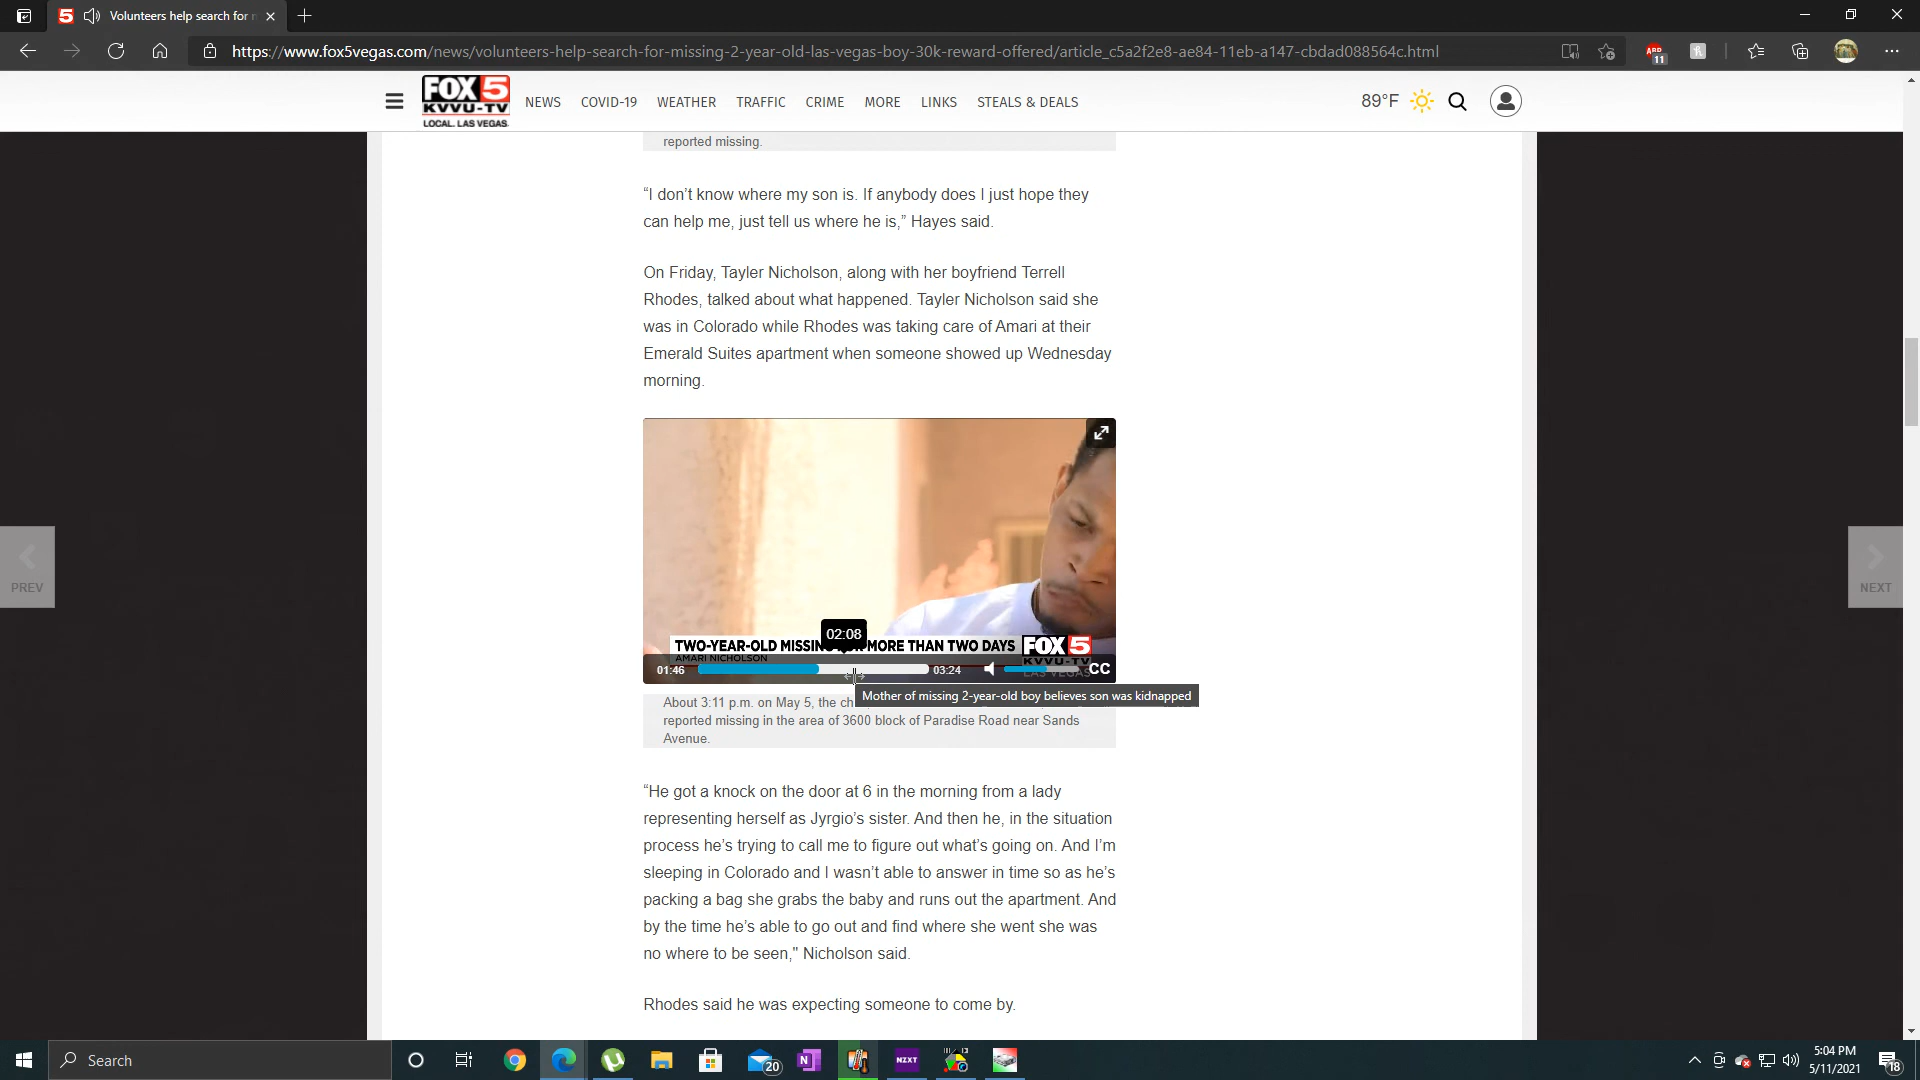 Volunteers help search for
https://www.fox5vegas.com/news/volunteers-help-search-for-missing-2-year-old-las-vegas-boy-30k-reward-offered/article_c5a2f2e8-ae84-11eb-a147-cbdad088564c.html
ABP
11
FOX 5
KVVU-TV
LOCAL. LAS VEGAS.
NEWS COVID-19 WEATHER TRAFFIC CRIME MORE LINKS STEALS & DEALS
89°F
reported missing.
“I don’t know where my son is. If anybody does I just hope they
can help me, just tell us where he is,” Hayes said.
On Friday, Tayler Nicholson, along with her boyfriend Terrell
Rhodes, talked about what happened. Tayler Nicholson said she
was in Colorado while Rhodes was taking care of Amari at their
Emerald Suites apartment when someone showed up Wednesday
morning.
PREV
NEXT
02:08
TWO-YEAR-OLD MISSING MORE THAN TWO DAYS
FOX 5
AMARI NICHOLSON
KVVU-TV
LAS VEGAS
01:46
03:24
CC
Mother of missing 2-year-old boy believes son was kidnapped
About 3:11 p.m. on May 5, the
reported missing in the area of 3600 block of Paradise Road near Sands
Avenue.
“He got a knock on the door at 6 in the morning from a lady
representing herself as Jyrgio’s sister. And then he, in the situation
process he’s trying to call me to figure out what’s going on. And I’m
sleeping in Colorado and I wasn’t able to answer in time so as he’s
packing a bag she grabs the baby and runs out the apartment. And
by the time he’s able to go out and find where she went she was
no where to be seen," Nicholson said.
Rhodes said he was expecting someone to come by.
Search
20
N
NZXT
5:04 PM
5/11/2021
18